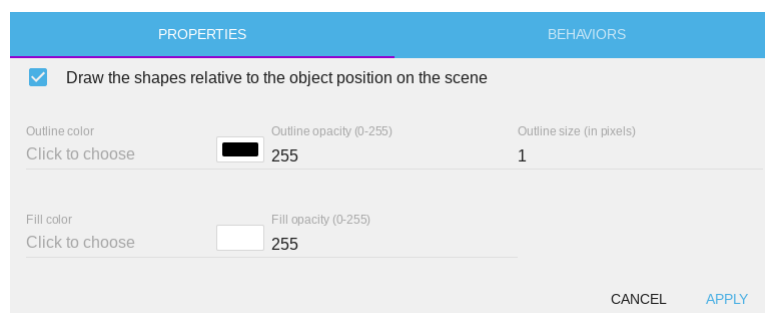 PROPERTIES BEHAVIORS
Draw the shapes relative to the object position on the scene
Outline color Outline opacity (0-255) Outline size (in pixels)
Click to choose 255 1
Fill color Fill opacity (0-255)
Click to choose 255
CANCEL APPLY